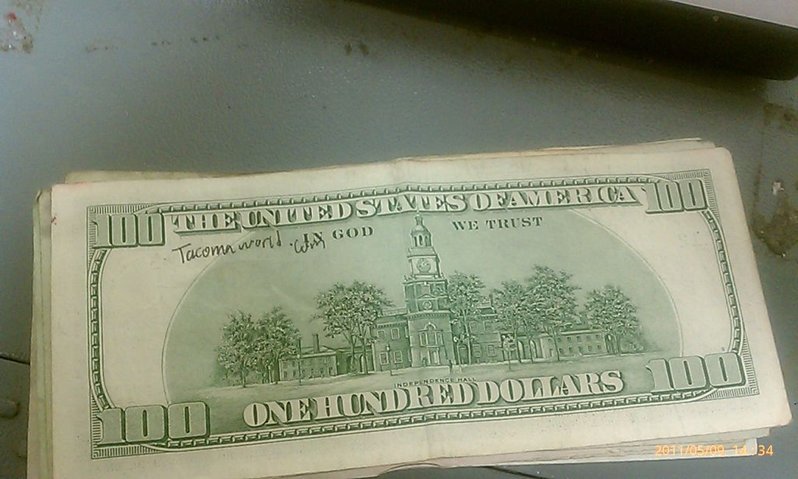 100 THE UNITED STATES OF AMERICA 100
Tacomaworld.com
IN GOD WE TRUST
INDEPENDENCE HALL
100 ONE HUNDRED DOLLARS 100
2011/05/09 14:34